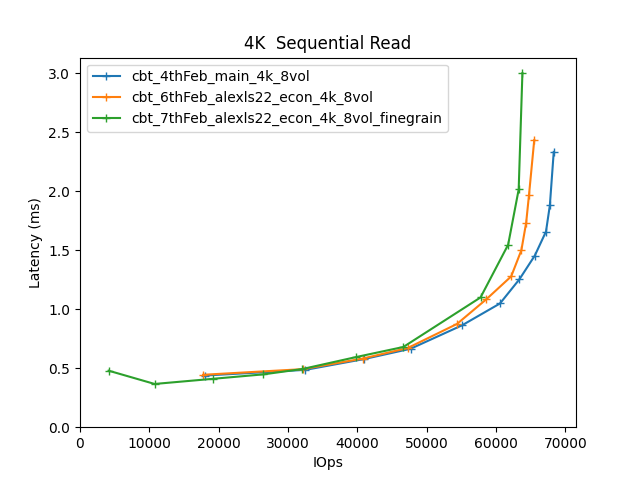 4K  Sequential Read
cbt_4thFeb_main_4k_8vol
cbt_6thFeb_alexls22_econ_4k_8vol
cbt_7thFeb_alexls22_econ_4k_8vol_finegrain
Latency (ms)
3.0
2.5
2.0
1.5
1.0
0.5
0.0
0 10000 20000 30000 40000 50000 60000 70000
IOps